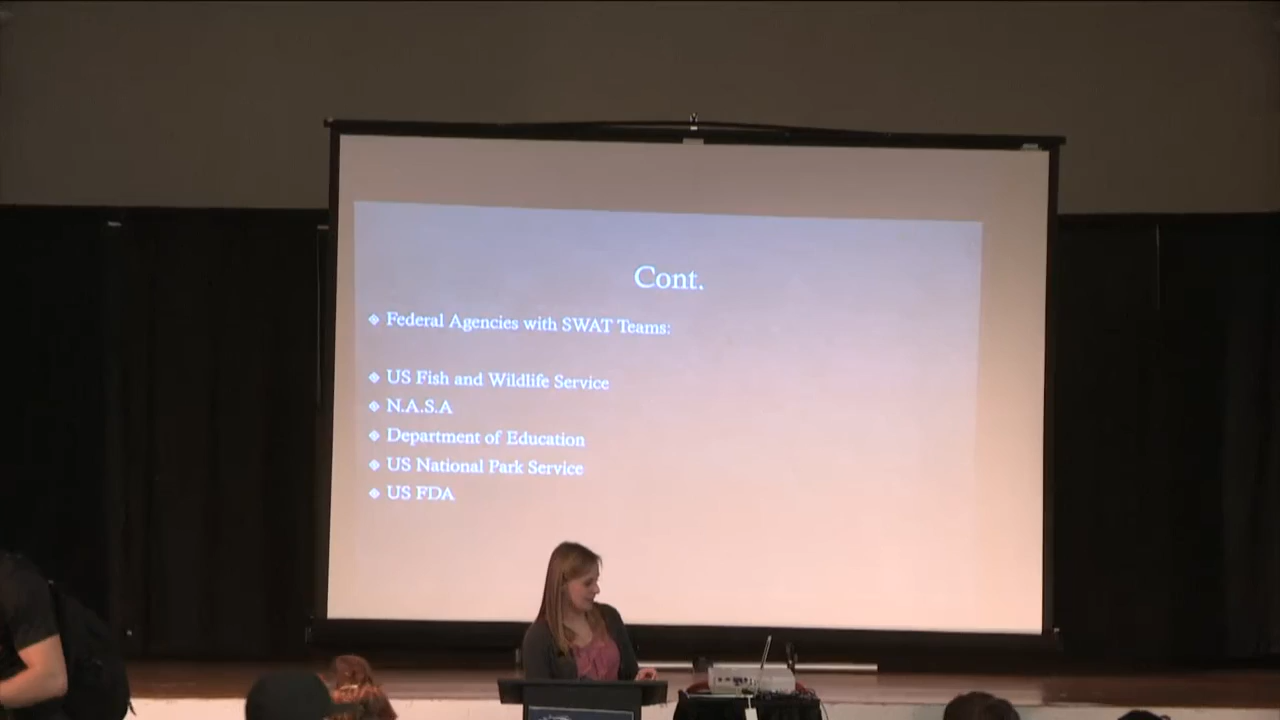 Cont.
Federal Agencies with SWAT Teams:
US Fish and Wildlife Service
N.A.S.A
Department of Education
US National Park Service
US FDA